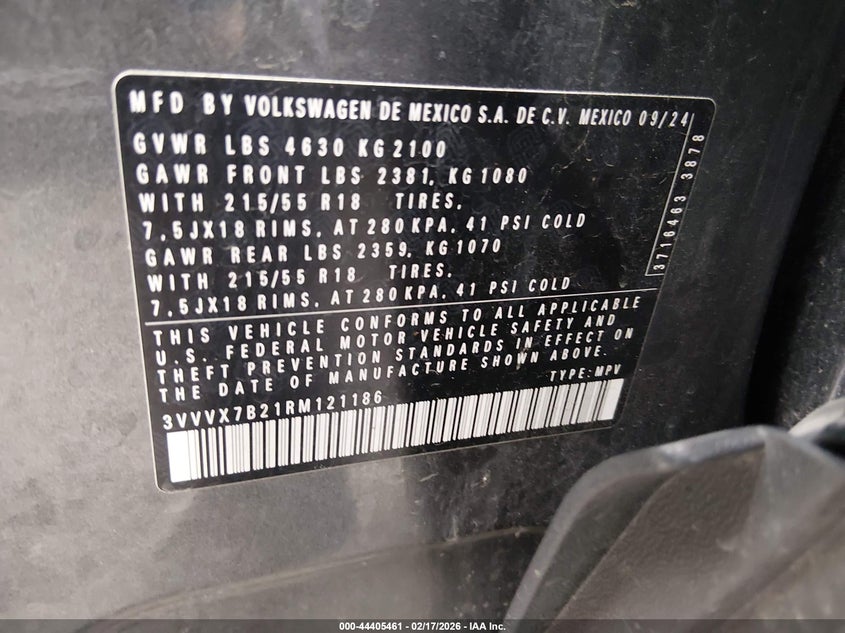 MFD BY VOLKSWAGEN DE MEXICO S.A. DE C.V. MEXICO 09/24
GVWR LBS 4630 KG 2100
GAWR FRONT LBS 2381, KG 1080
WITH 215/55 R18 TIRES,
7,5JX18 RIMS, AT 280 KPA, 41 PSI COLD
GAWR REAR LBS 2359, KG 1070
WITH 215/55 R18 TIRES,
7,5JX18 RIMS, AT 280 KPA, 41 PSI COLD
3716463 3878
THIS VEHICLE CONFORMS TO ALL APPLICABLE
U.S. FEDERAL MOTOR VEHICLE SAFETY AND
THEFT PREVENTION STANDARDS IN EFFECT ON
THE DATE OF MANUFACTURE SHOWN ABOVE.
TYPE: MPV
3VVVX7B21RM121186
000-44405461 - 02/17/2026 - IAA Inc.